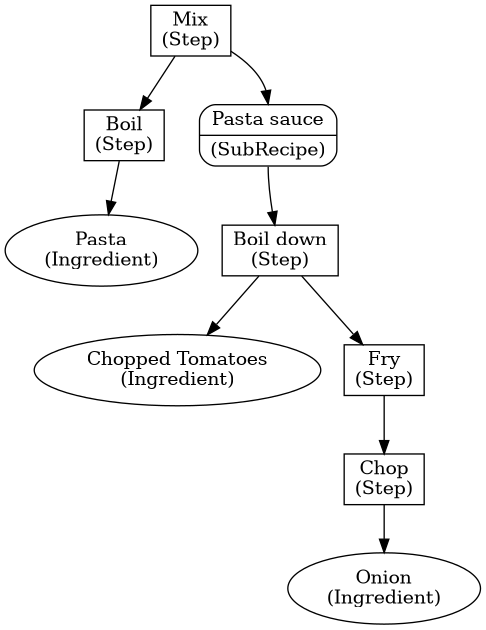 Mix
(Step)
Boil
(Step)
Pasta sauce
(SubRecipe)
Pasta
(Ingredient)
Boil down
(Step)
Chopped Tomatoes
(Ingredient)
Fry
(Step)
Chop
(Step)
Onion
(Ingredient)